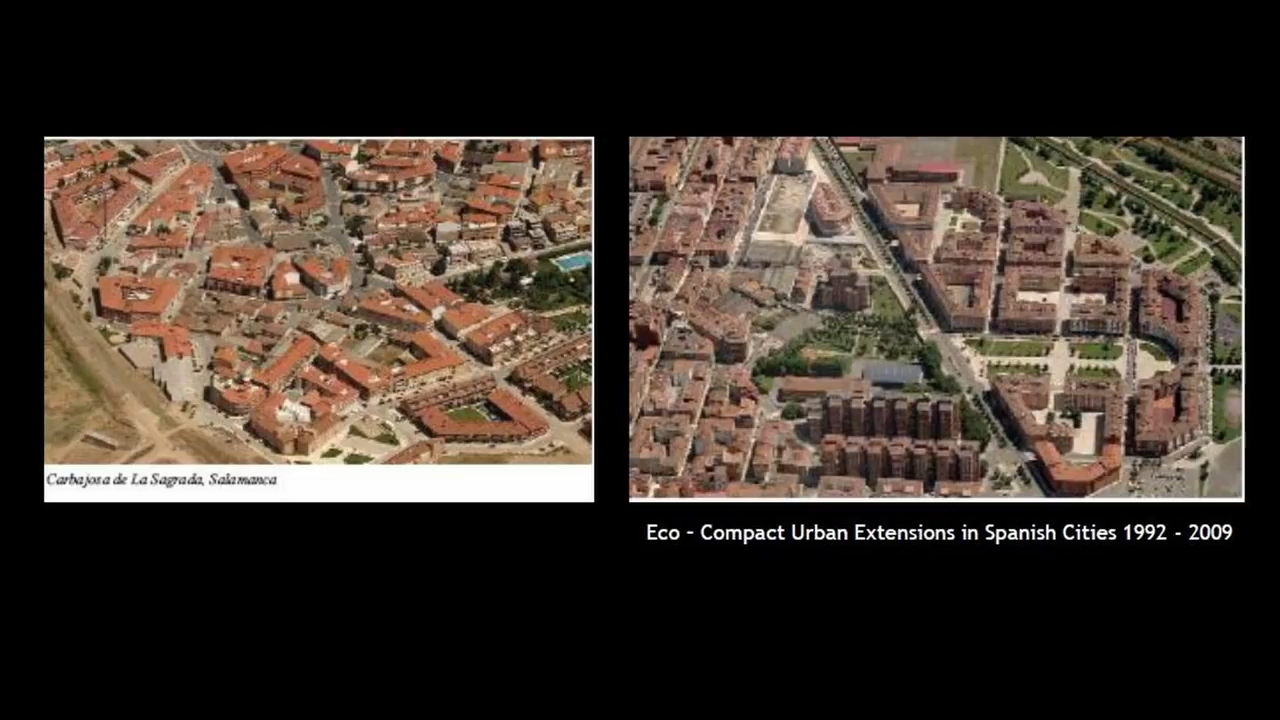 Carbajosa de La Sagrada, Salamanca
Eco - Compact Urban Extensions in Spanish Cities 1992 - 2009